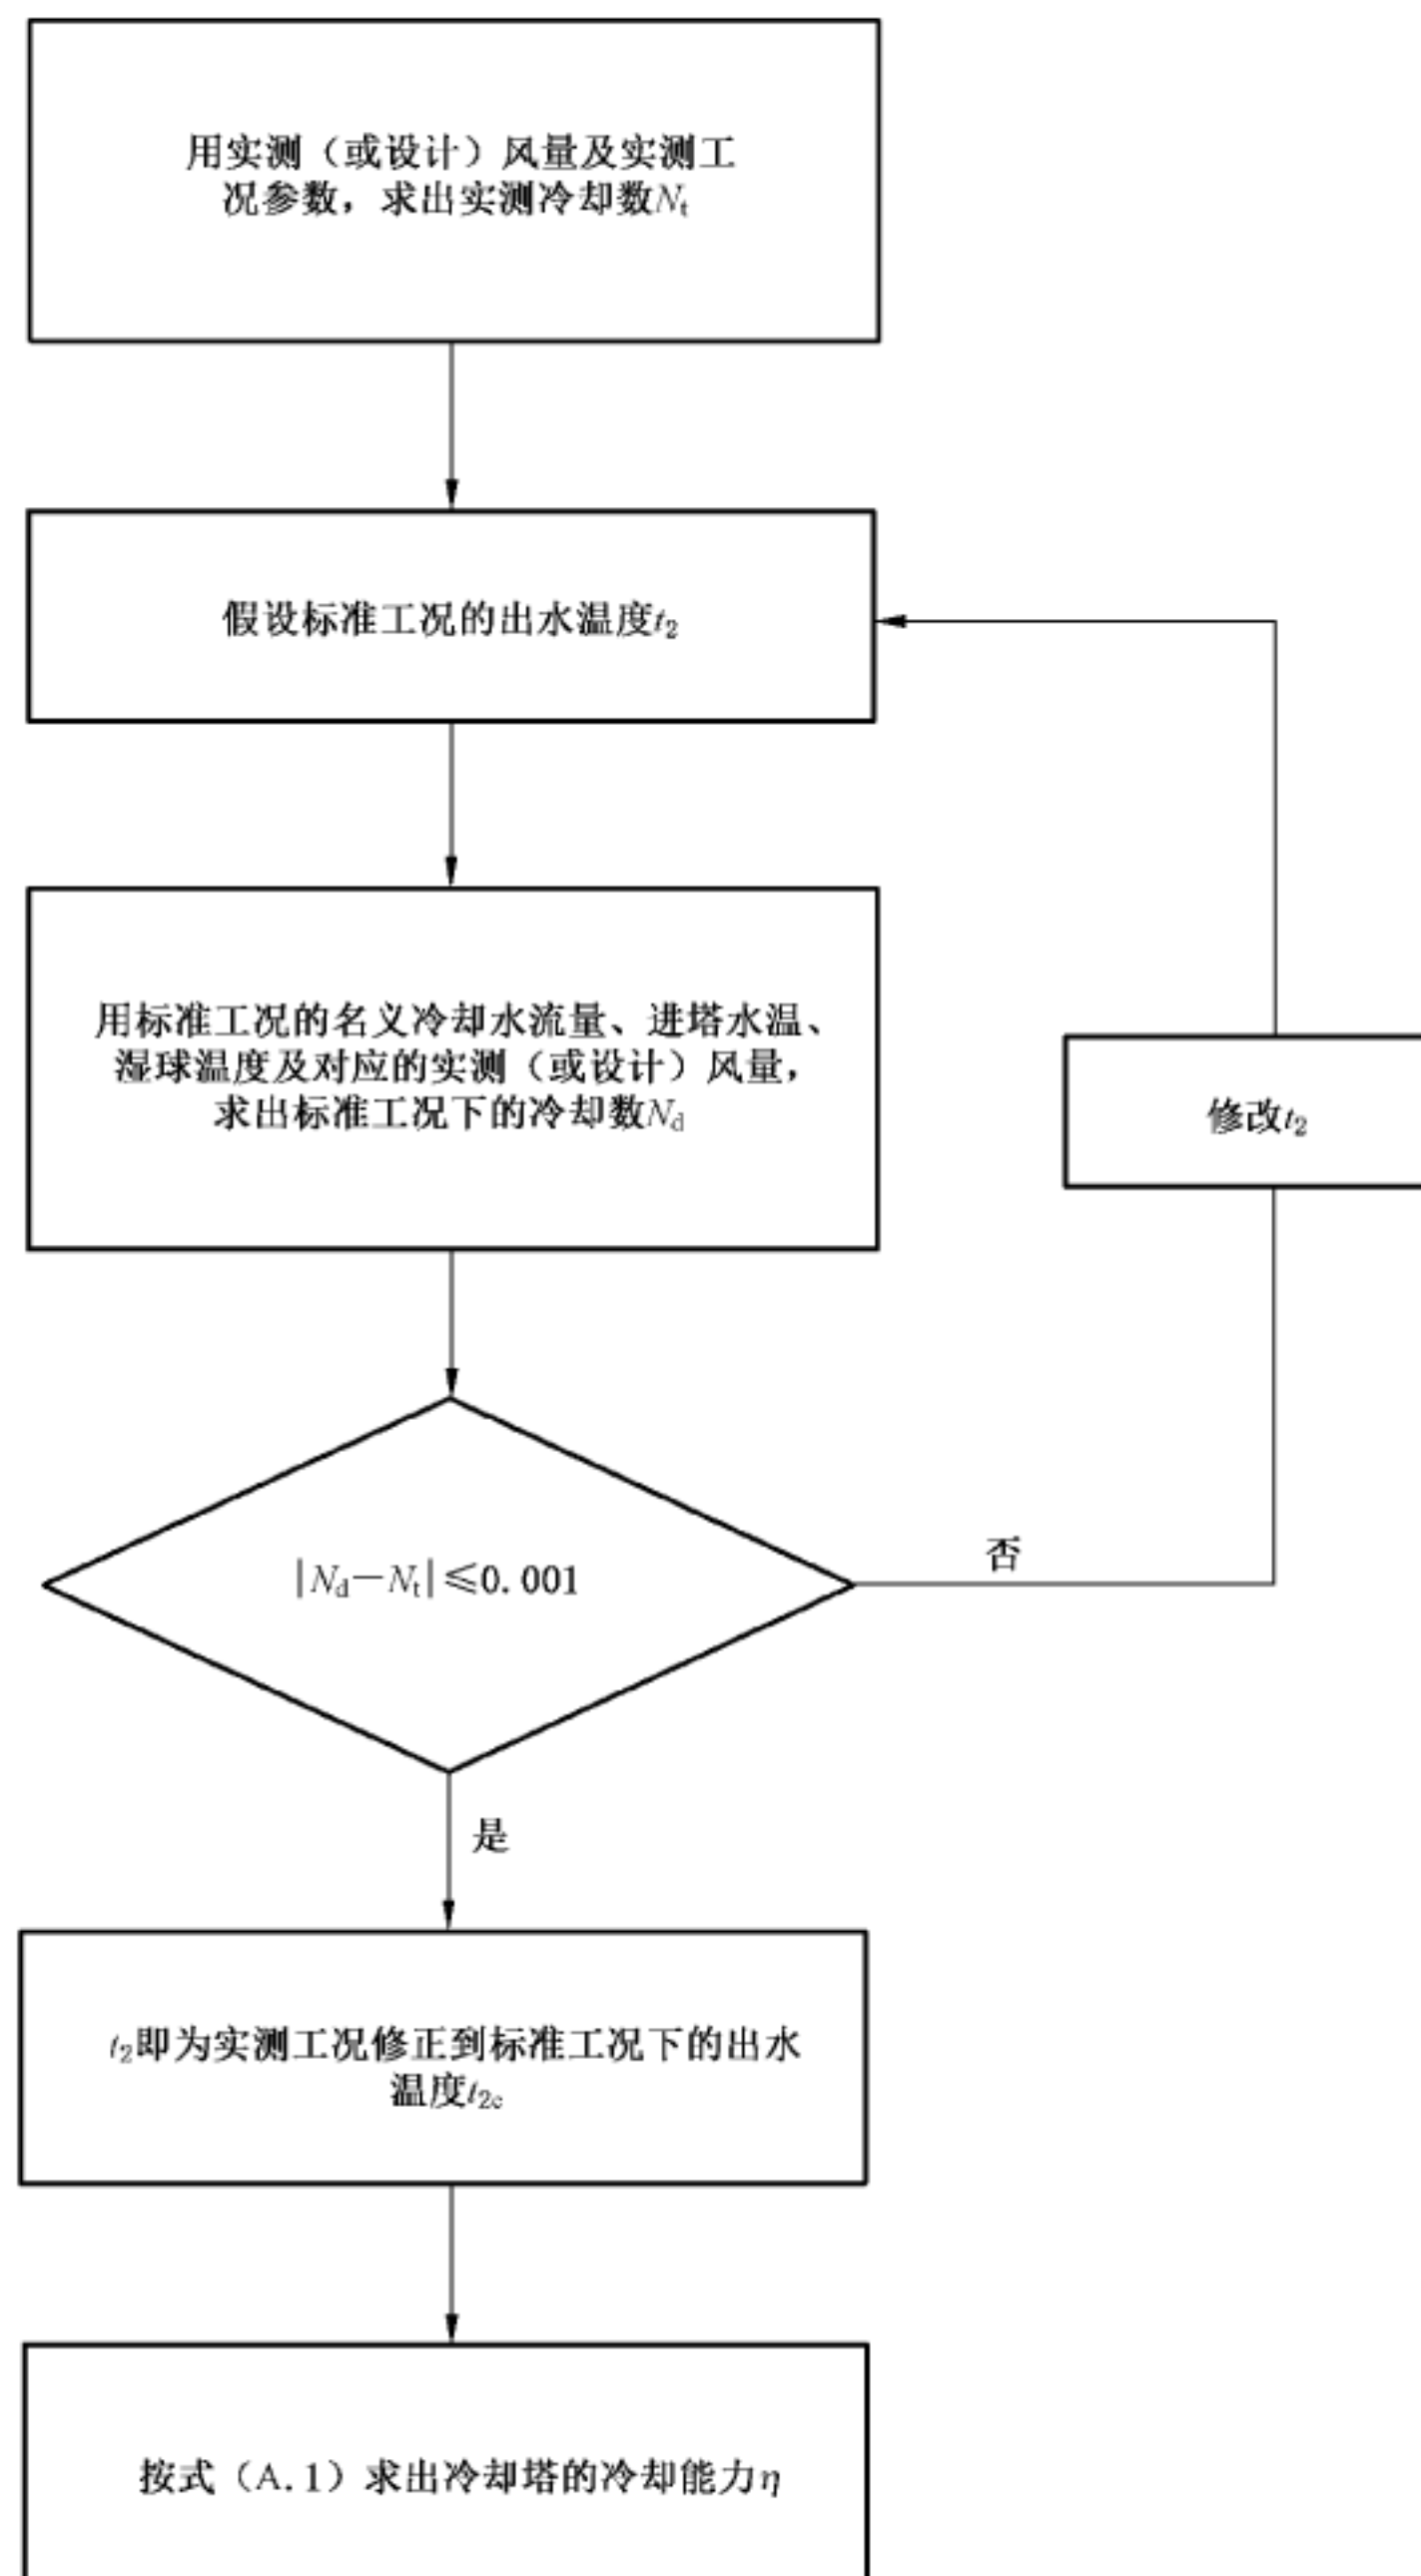 用实测（或设计）风量及实测工
况参数，求出实测冷却数Nt
假设标准工况的出水温度t2
用标准工况的名义冷却水流量、进塔水温、
湿球温度及对应的实测（或设计）风量，
求出标准工况下的冷却数Nd
修改t2
|Nd－Nt|≤0.001
否
是
t2即为实测工况修正到标准工况下的出水
温度t2c
按式（A.1）求出冷却塔的冷却能力η